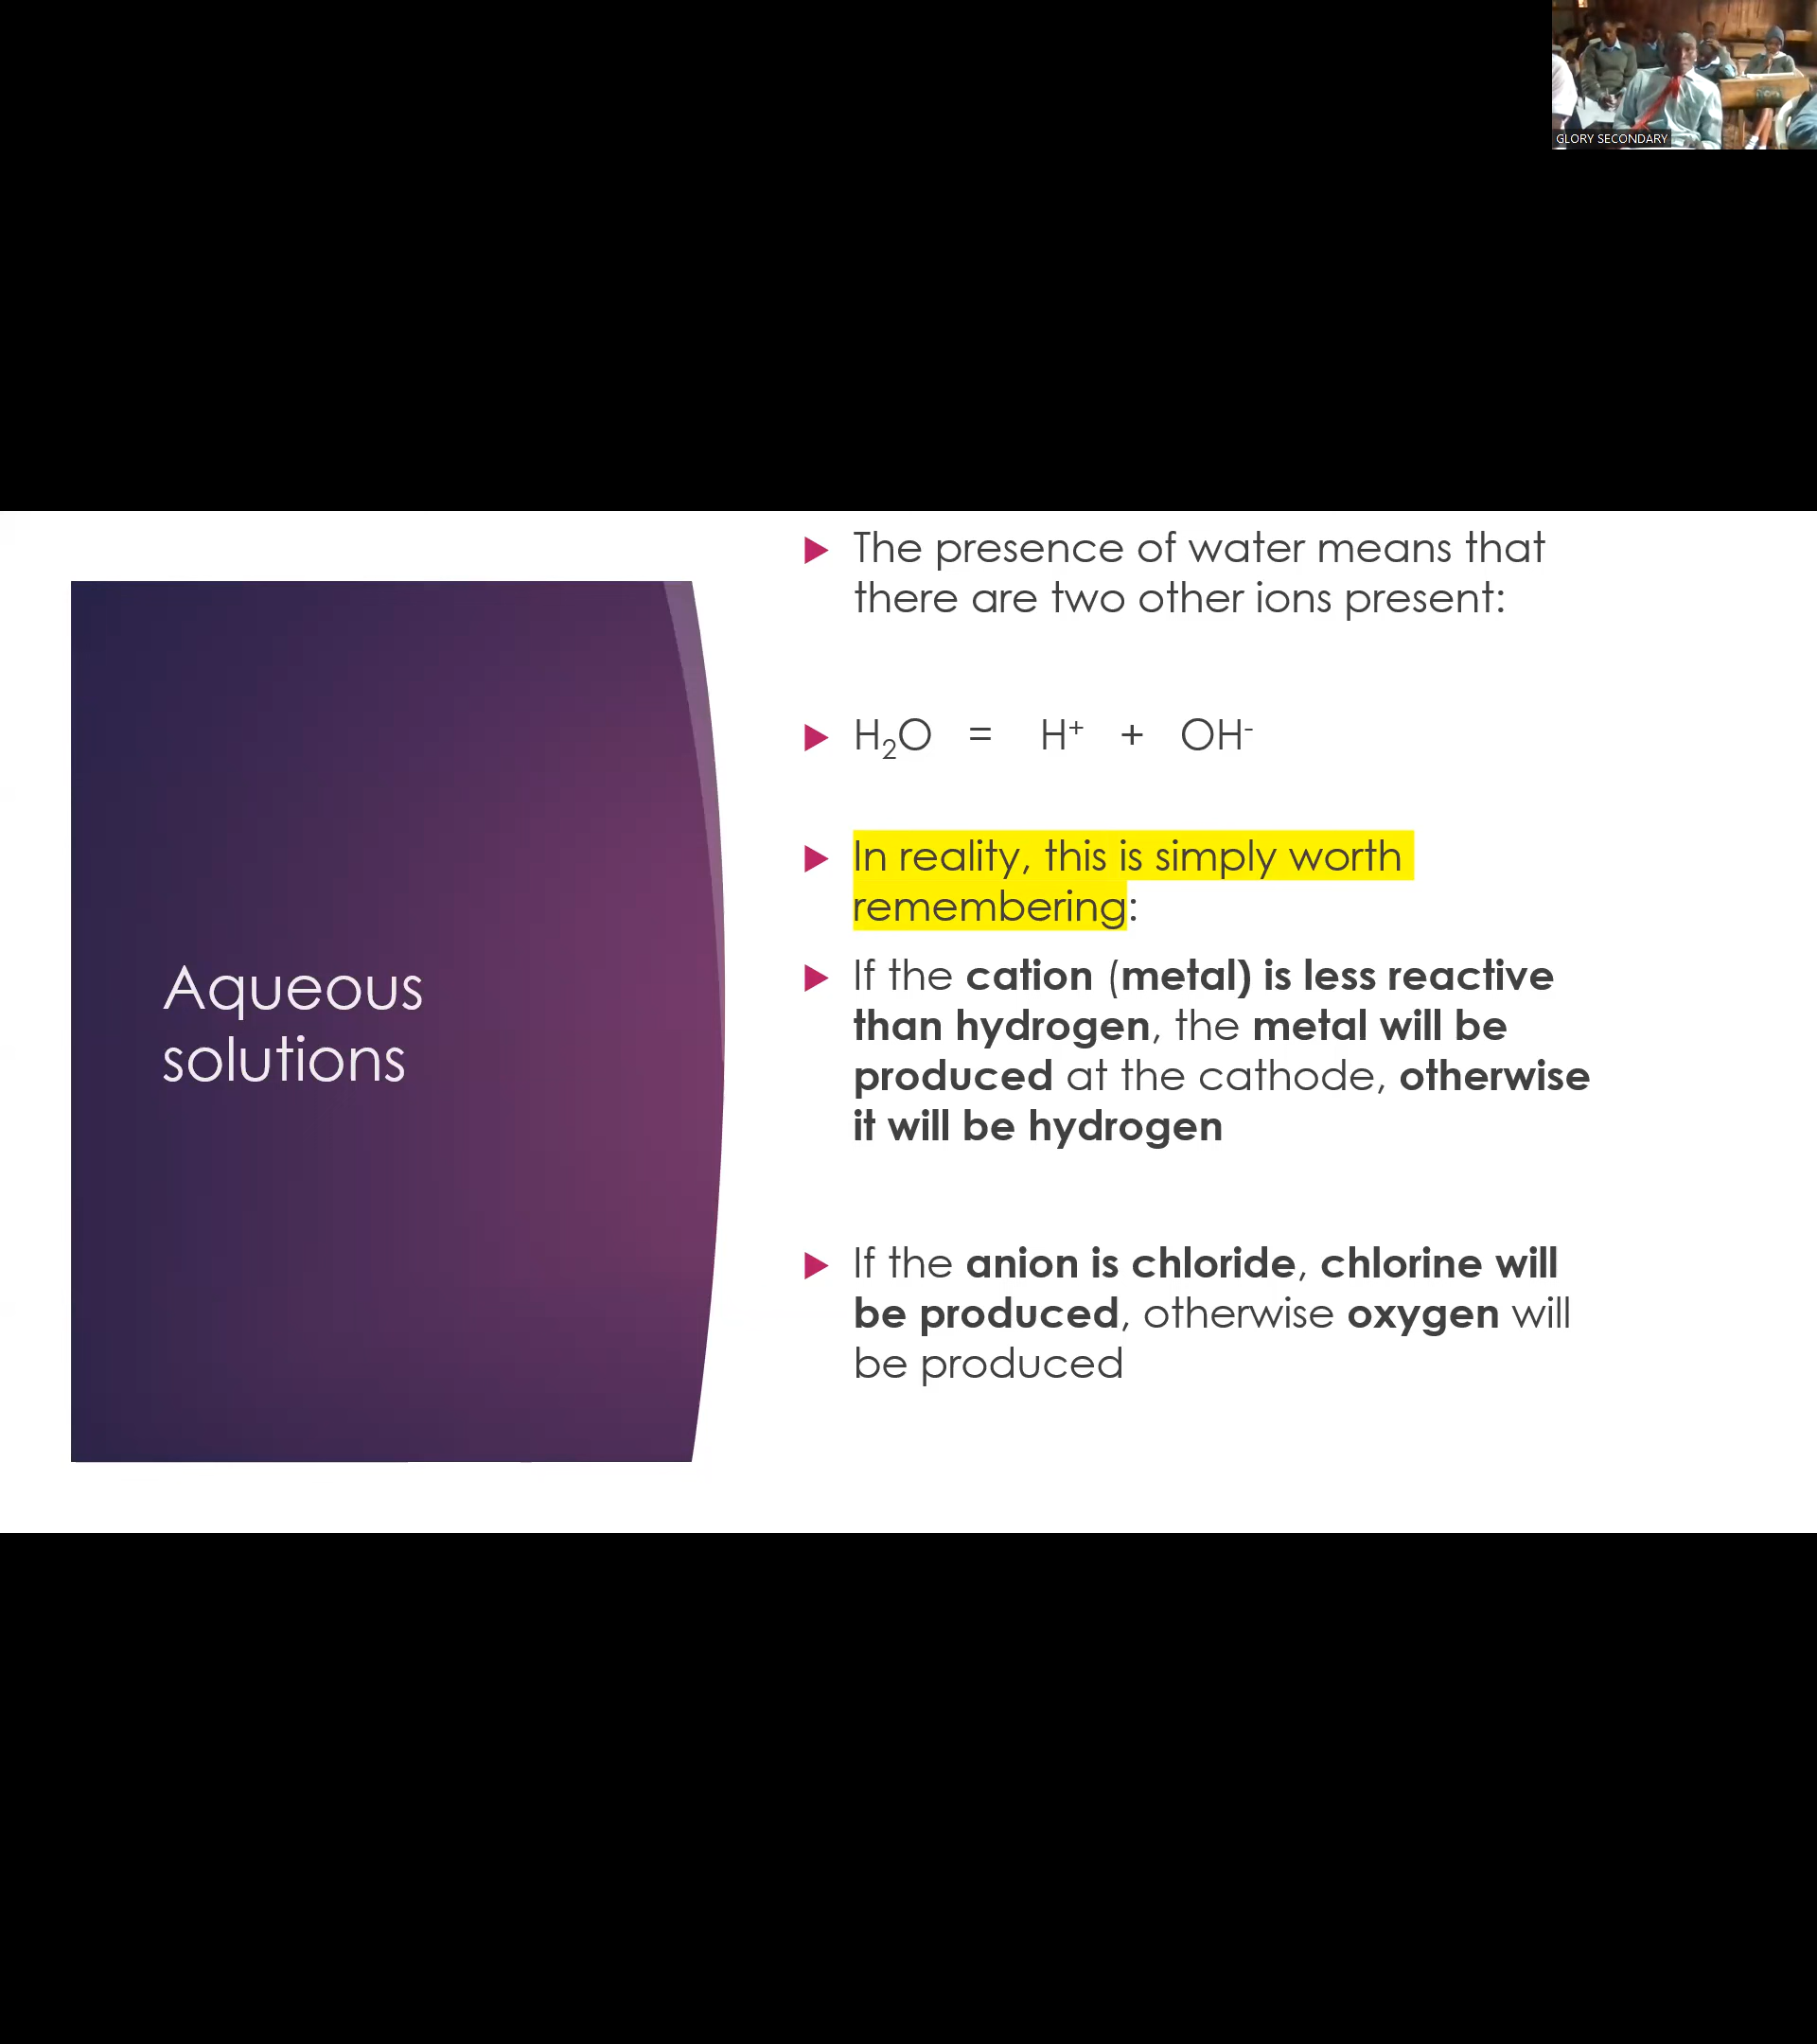 GLORY SECONDARY
Aqueous
solutions
The presence of water means that
there are two other ions present:
H₂O = H⁺ + OH⁻
In reality, this is simply worth
remembering:
If the cation (metal) is less reactive
than hydrogen, the metal will be
produced at the cathode, otherwise
it will be hydrogen
If the anion is chloride, chlorine will
be produced, otherwise oxygen will
be produced